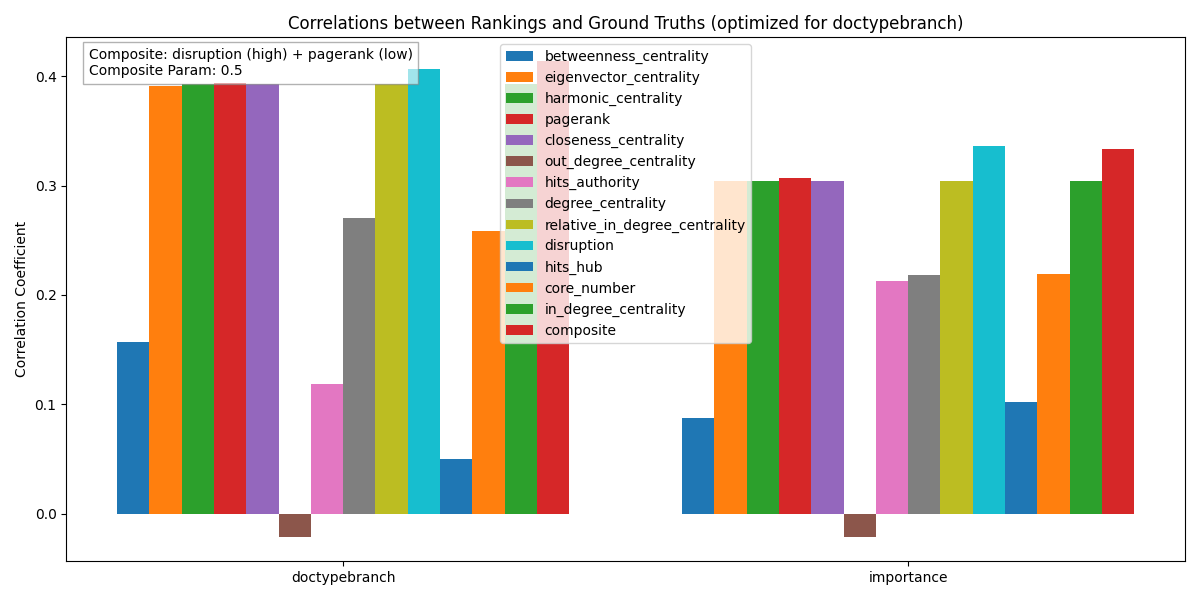 Correlations between Rankings and Ground Truths (optimized for doctypebranch)
Composite: disruption (high) + pagerank (low)
Composite Param: 0.5
betweenness_centrality
eigenvector_centrality
harmonic_centrality
pagerank
closeness_centrality
out_degree_centrality
hits_authority
degree_centrality
relative_in_degree_centrality
disruption
hits_hub
core_number
in_degree_centrality
composite
Correlation Coefficient
0.4
0.3
0.2
0.1
0.0
doctypebranch
importance